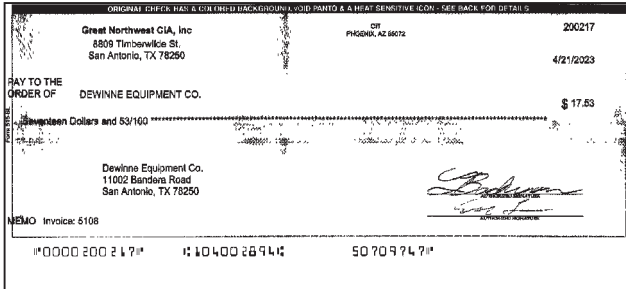 ORIGINAL CHECK HAS A COLORED BACKGROUND, VOID PANTO & A HEAT SENSITIVE ICON - SEE BACK FOR DETAILS
Great Northwest CIA, Inc
8809 Timberwilde St.
San Antonio, TX 78250
CIT
PHOENIX, AZ 85072
200217
4/21/2023
PAY TO THE
ORDER OF DEWINNE EQUIPMENT CO.
$ 17.53
Seventeen Dollars and 53/100
Dewinne Equipment Co.
11002 Bandera Road
San Antonio, TX 78250
AUTHORIZED SIGNATURE
AUTHORIZED SIGNATURE
MEMO Invoice: 5108
⑈0000200217⑈ ⑆104002894⑆ 50709747⑈